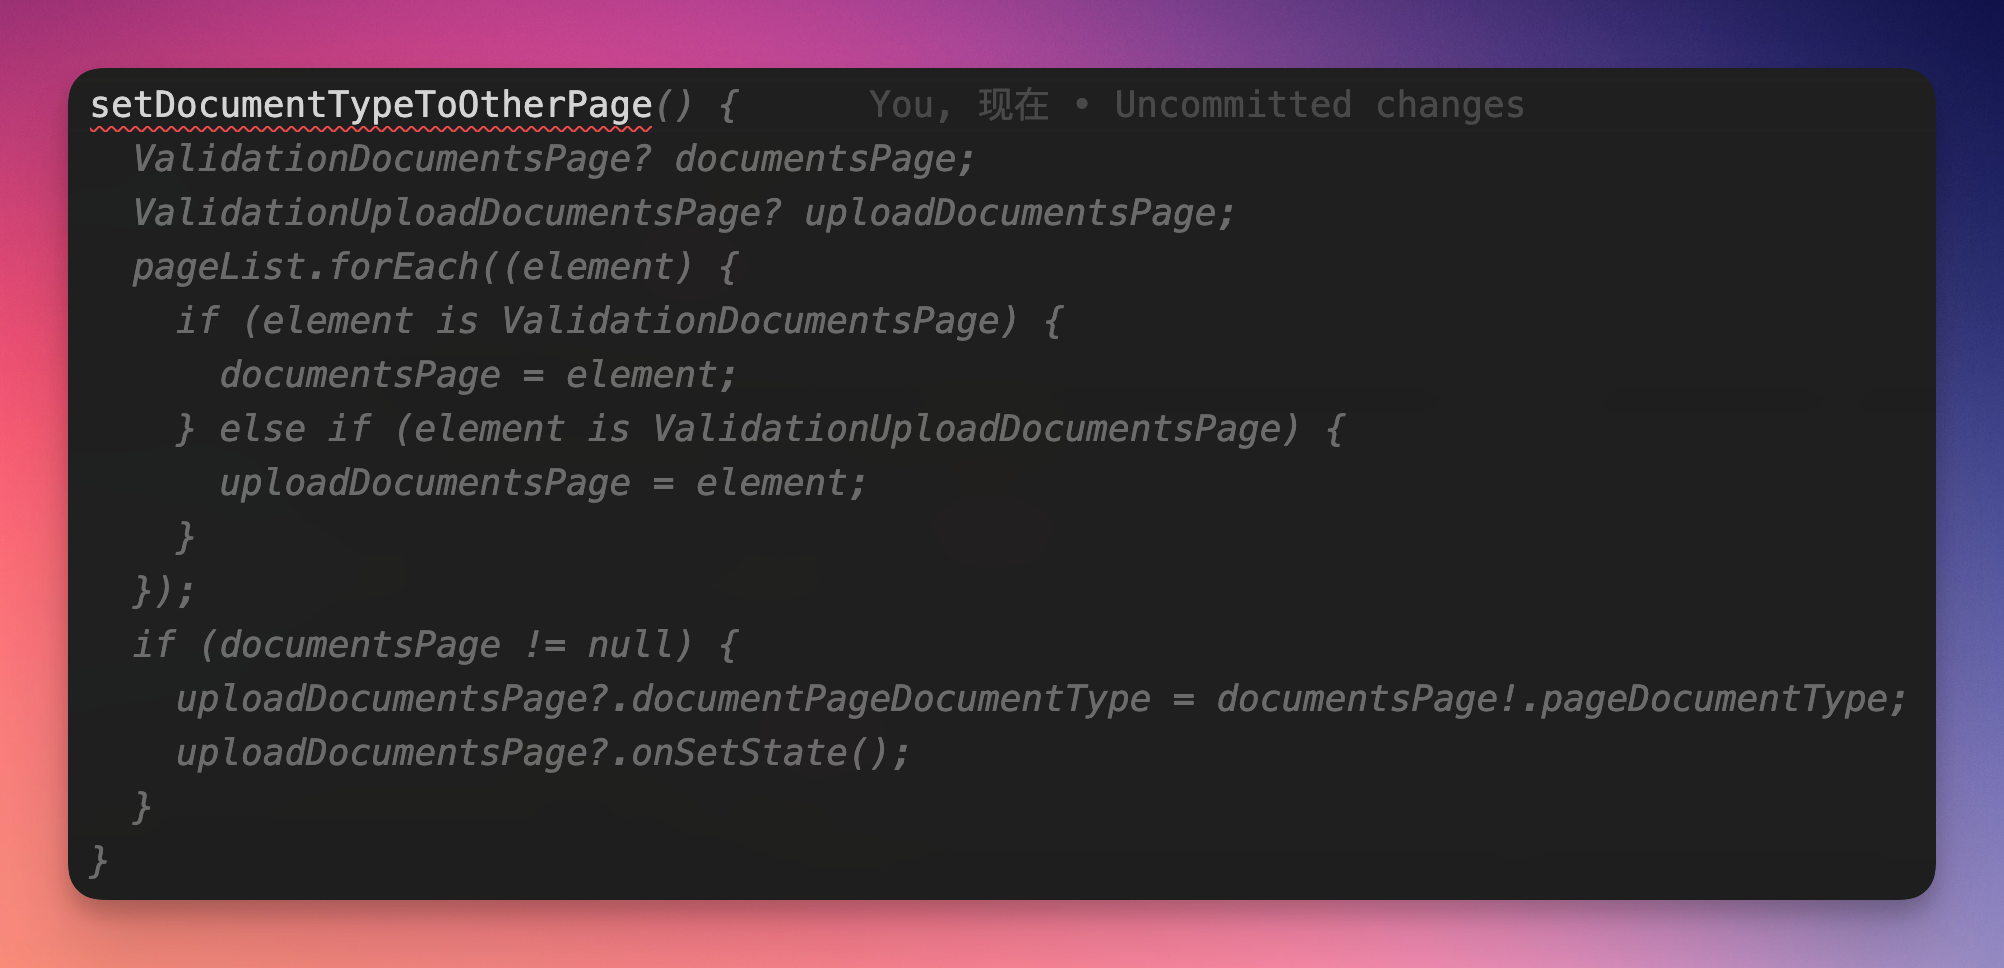 setDocumentTypeToOtherPage() { You, 现在 • Uncommitted changes
ValidationDocumentsPage? documentsPage;
ValidationUploadDocumentsPage? uploadDocumentsPage;
pageList.forEach((element) {
if (element is ValidationDocumentsPage) {
documentsPage = element;
} else if (element is ValidationUploadDocumentsPage) {
uploadDocumentsPage = element;
}
});
if (documentsPage != null) {
uploadDocumentsPage?.documentPageDocumentType = documentsPage!.pageDocumentType;
uploadDocumentsPage?.onSetState();
}
}